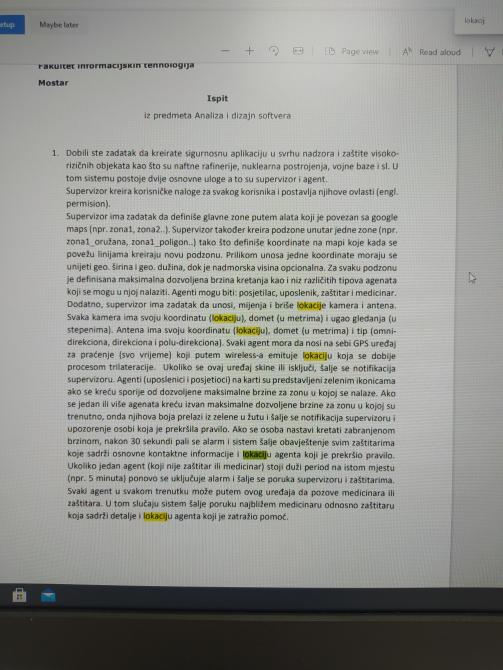 etup
Maybe later
lokacij
Page view
Read aloud
Fakultet informacijskih tehnologija
Mostar
Ispit
iz predmeta Analiza i dizajn softvera
1. Dobili ste zadatak da kreirate sigurnosnu aplikaciju u svrhu nadzora i zaštite visoko-
rizičnih objekata kao što su naftne rafinerije, nuklearna postrojenja, vojne baze i sl. U
tom sistemu postoje dvije osnovne uloge a to su supervizor i agent.
Supervizor kreira korisničke naloge za svakog korisnika i postavlja njihove ovlasti (engl.
permision).
Supervizor ima zadatak da definiše glavne zone putem alata koji je povezan sa google
maps (npr. zona1, zona2..). Supervizor također kreira podzone unutar jedne zone (npr.
zona1_oružana, zona1_poligon..) tako što definiše koordinate na mapi koje kada se
povežu linijama kreiraju novu podzonu. Prilikom unosa jedne koordinate moraju se
unijeti geo. širina i geo. dužina, dok je nadmorska visina opcionalna. Za svaku podzonu
je definisana maksimalna dozvoljena brzina kretanja kao i niz različitih tipova agenata
koji se mogu u njoj nalaziti. Agenti mogu biti: posjetilac, uposlenik, zaštitar i medicinar.
Dodatno, supervizor ima zadatak da unosi, mijenja i briše lokacije kamera i antena.
Svaka kamera ima svoju koordinatu (lokaciju), domet (u metrima) i ugao gledanja (u
stepenima). Antena ima svoju koordinatu (lokaciju), domet (u metrima) i tip (omni-
direkciona, direkciona i polu-direkciona). Svaki agent mora da nosi na sebi GPS uređaj
za praćenje (svo vrijeme) koji putem wireless-a emituje lokaciju koja se dobije
procesom trilateracije. Ukoliko se ovaj uređaj skine ili isključi, šalje se notifikacija
supervizoru. Agenti (uposlenici i posjetioci) na karti su predstavljeni zelenim ikonicama
ako se kreću sporije od dozvoljene maksimalne brzine za zonu u kojoj se nalaze. Ako
se jedan ili više agenata kreću izvan maksimalne dozvoljene brzine za zonu u kojoj su
trenutno, onda njihova boja prelazi iz zelene u žutu i šalje se notifikacija supervizoru i
upozorenje osobi koja je prekršila pravilo. Ako se osoba nastavi kretati zabranjenom
brzinom, nakon 30 sekundi pali se alarm i sistem šalje obavještenje svim zaštitarima
koje sadrži osnovne kontaktne informacije i lokaciju agenta koji je prekršio pravilo.
Ukoliko jedan agent (koji nije zaštitar ili medicinar) stoji duži period na istom mjestu
(npr. 5 minuta) ponovo se uključuje alarm i šalje se poruka supervizoru i zaštitarima.
Svaki agent u svakom trenutku može putem ovog uređaja da pozove medicinara ili
zaštitara. U tom slučaju sistem šalje poruku najbližem medicinaru odnosno zaštitaru
koja sadrži detalje i lokaciju agenta koji je zatražio pomoć.